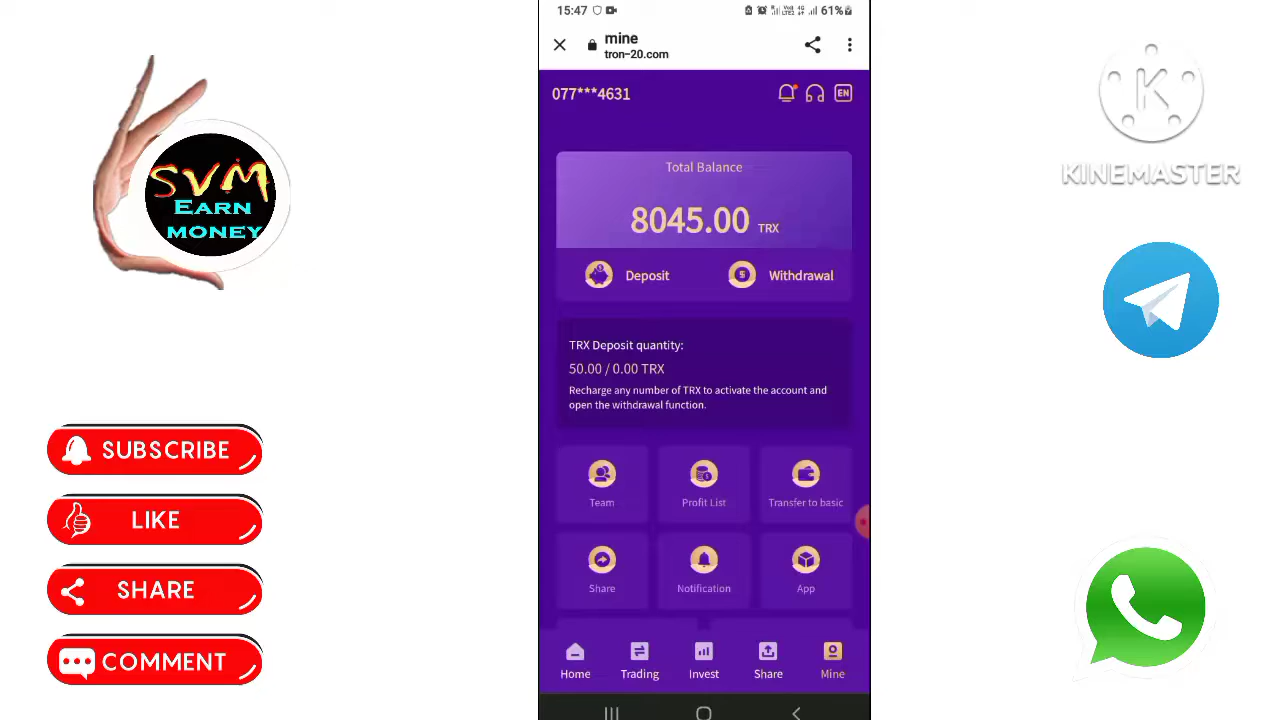 15:47
61%
mine
tron-20.com
077***4631
EN
Total Balance
8045.00 TRX
Deposit
Withdrawal
TRX Deposit quantity:
50.00 / 0.00 TRX
Recharge any number of TRX to activate the account and
open the withdrawal function.
Team
Profit List
Transfer to basic
Share
Notification
App
Home
Trading
Invest
Share
Mine
SVM
EARN
MONEY
SUBSCRIBE
LIKE
SHARE
COMMENT
K
KINEMASTER